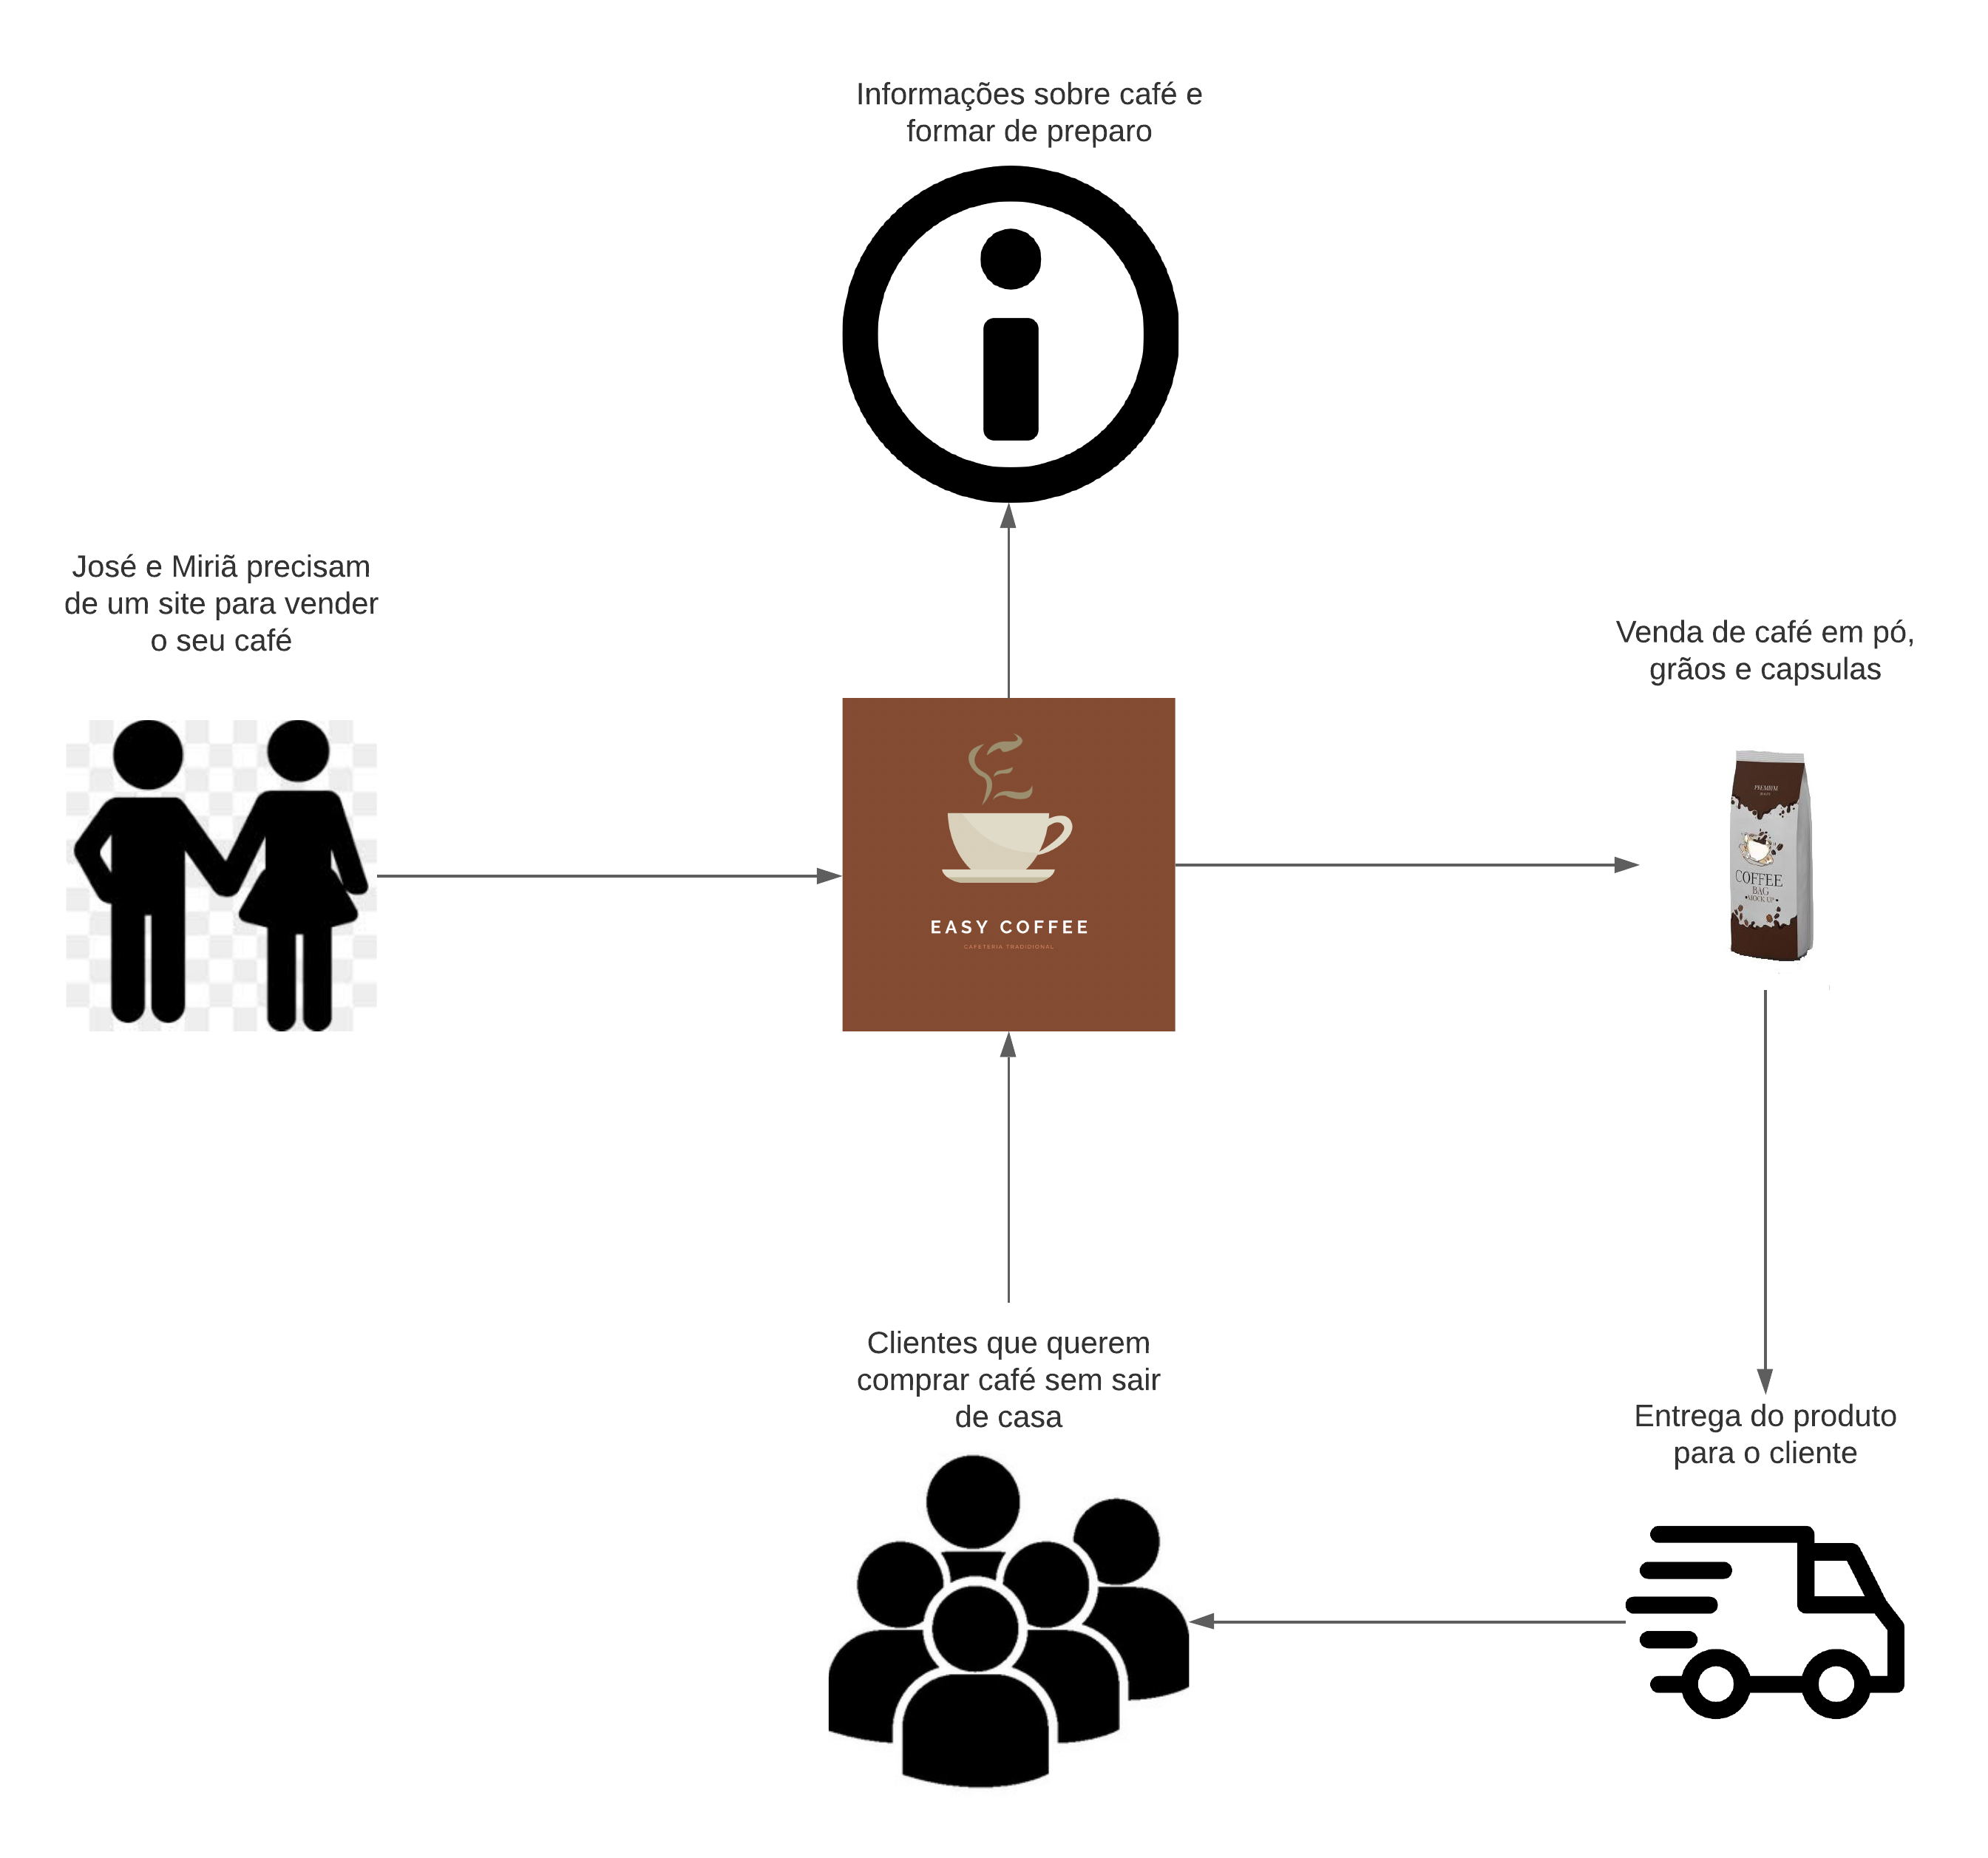 Informações sobre café e
formar de preparo
José e Miriã precisam
de um site para vender
o seu café
Venda de café em pó,
grãos e capsulas
EASY COFFEE
CAFETERIA TRADIDIONAL
PREMIUM
COFFEE
BAG
MOCK UP
Clientes que querem
comprar café sem sair
de casa
Entrega do produto
para o cliente